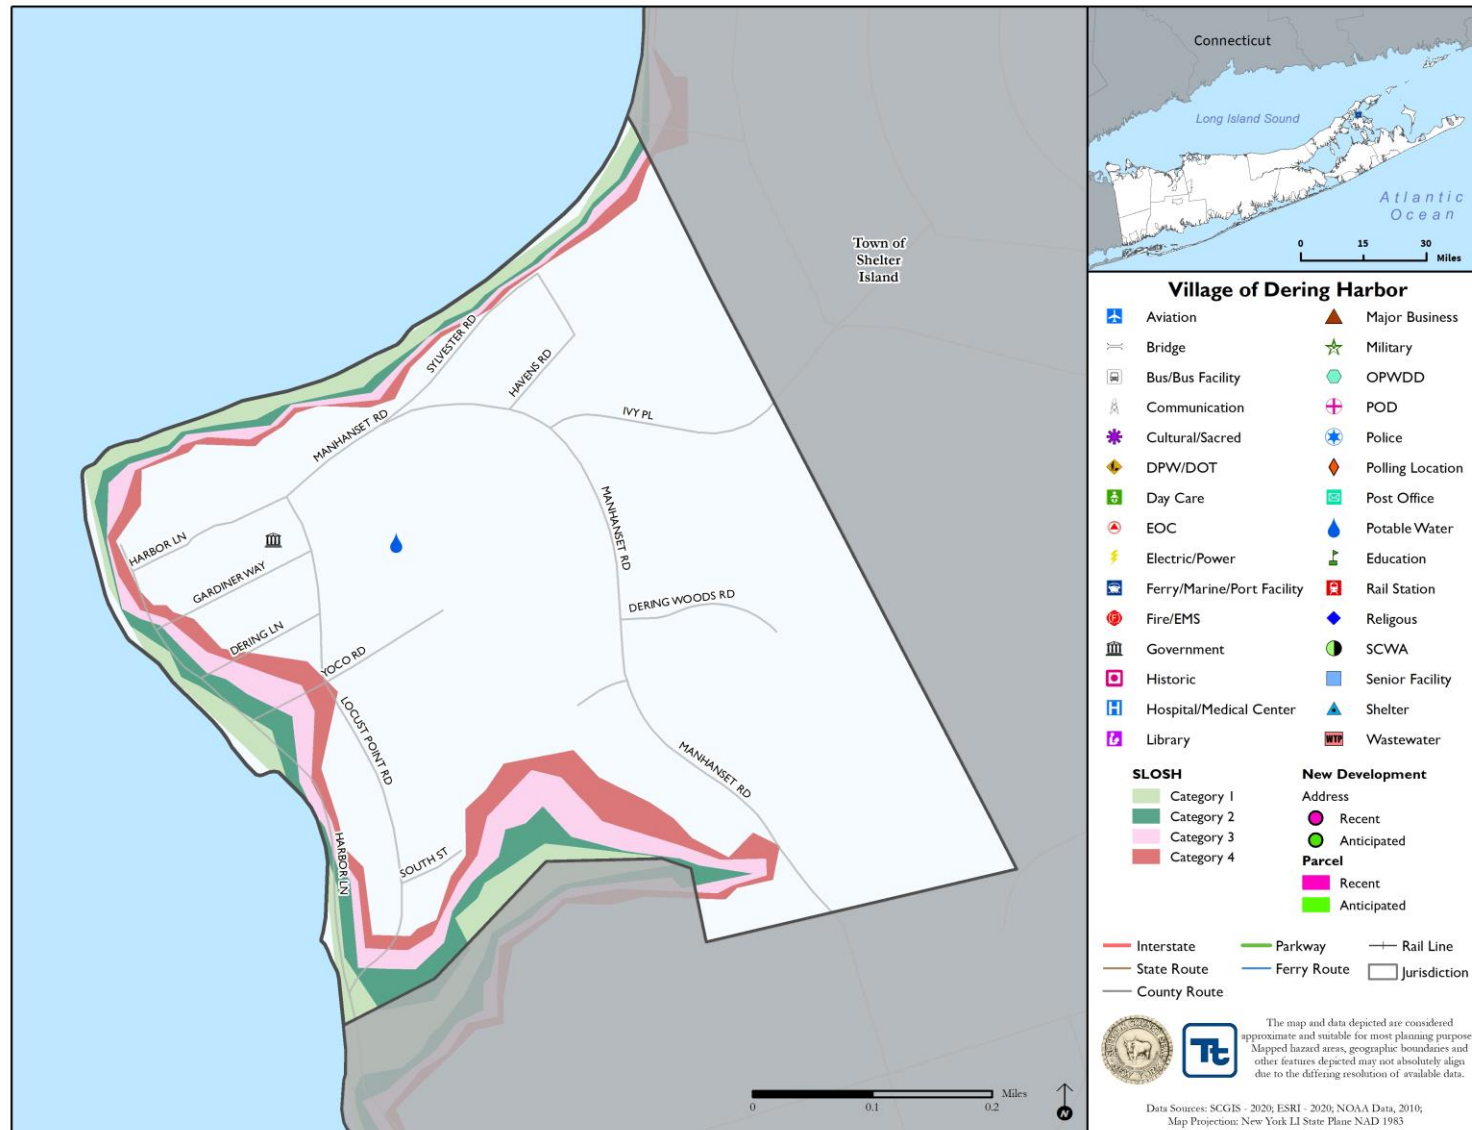 Town of
Shelter
Island
SYLVESTER RD
HAVENS RD
MANHANSET RD
IVY PL
MANHANSET RD
HARBOR LN
GARDINER WAY
DERING LN
YOCO RD
DERING WOODS RD
LOCUST POINT RD
MANHANSET RD
HARBOR LN
SOUTH ST
Miles
0 0.1 0.2
N
Connecticut
Long Island Sound
Atlantic
Ocean
0 15 30
Miles
Village of Dering Harbor
Aviation
Bridge
Bus/Bus Facility
Communication
Cultural/Sacred
DPW/DOT
Day Care
EOC
Electric/Power
Ferry/Marine/Port Facility
Fire/EMS
Government
Historic
H Hospital/Medical Center
Library
Major Business
Military
OPWDD
POD
Police
Polling Location
Post Office
Potable Water
Education
Rail Station
Religous
SCWA
Senior Facility
Shelter
WTP Wastewater
SLOSH
Category 1
Category 2
Category 3
Category 4
New Development
Address
Recent
Anticipated
Parcel
Recent
Anticipated
Interstate
State Route
County Route
Parkway
Ferry Route
Rail Line
Jurisdiction
Tt
The map and data depicted are considered
approximate and suitable for most planning purpose
Mapped hazard areas, geographic boundaries and
other features depicted may not absolutely align
due to the differing resolution of available data.
Data Sources: SCGIS - 2020; ESRI - 2020; NOAA Data, 2010;
Map Projection: New York LI State Plane NAD 1983